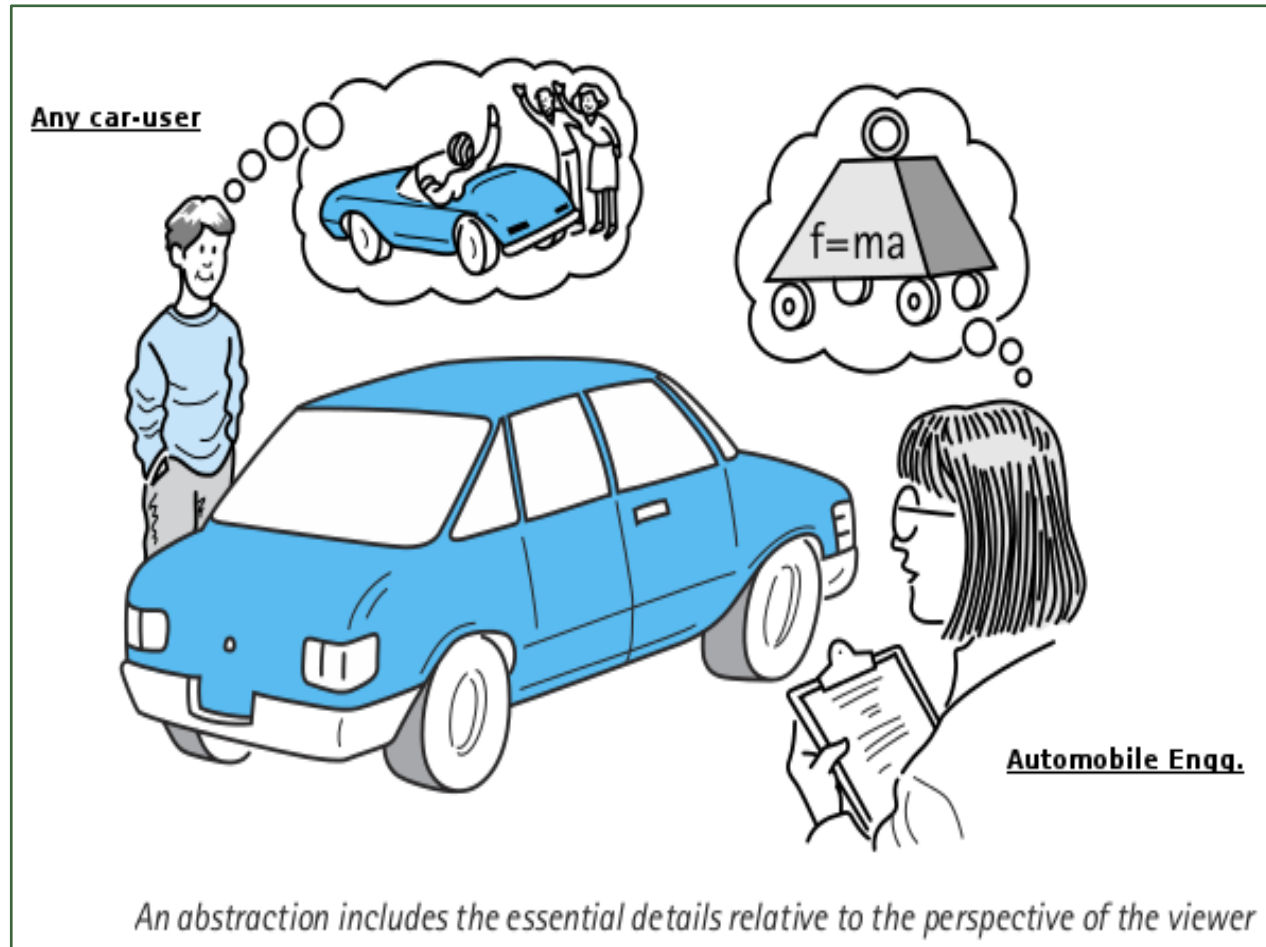 Any car-user
f=ma
Automobile Engg.
An abstraction includes the essential details relative to the perspective of the viewer